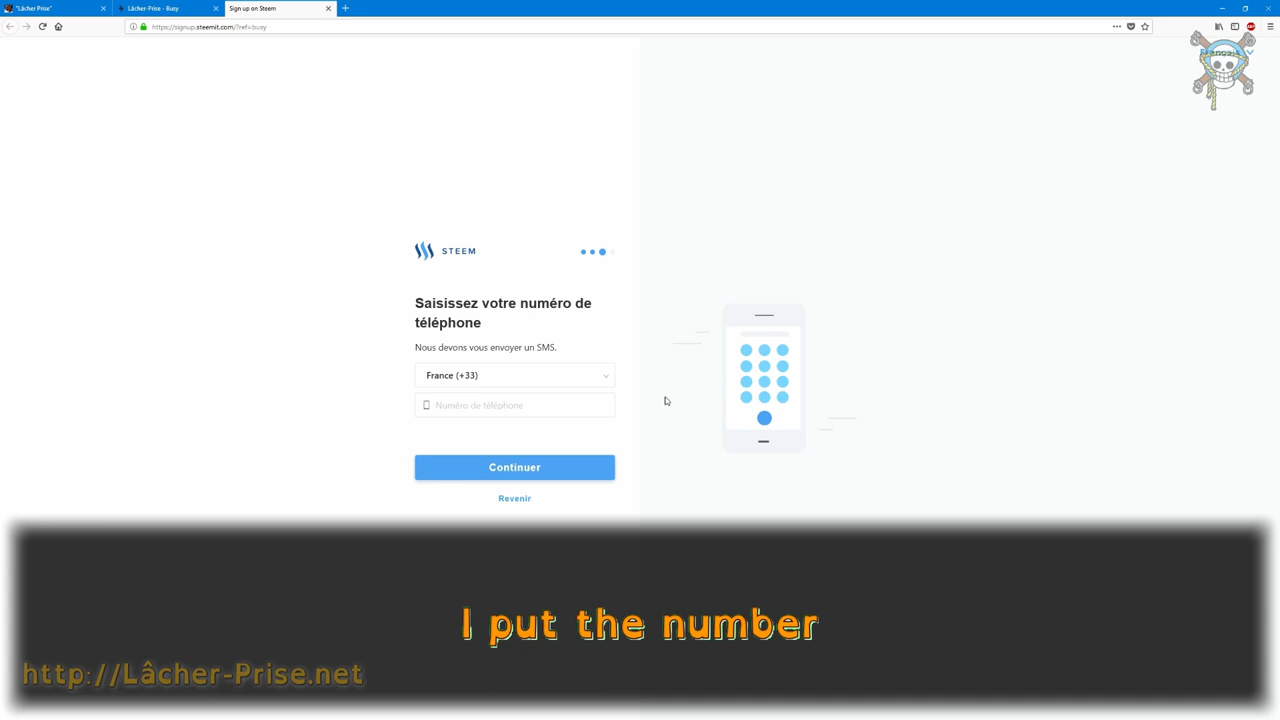 "Lâcher Prise"
Lâcher-Prise - Busy
Sign up on Steem
https://signup.steemit.com/?ref=busy
Français
STEEM
Saisissez votre numéro de
téléphone
Nous devons vous envoyer un SMS.
France (+33)
Numéro de téléphone
Continuer
Revenir
I put the number
http://Lâcher-Prise.net